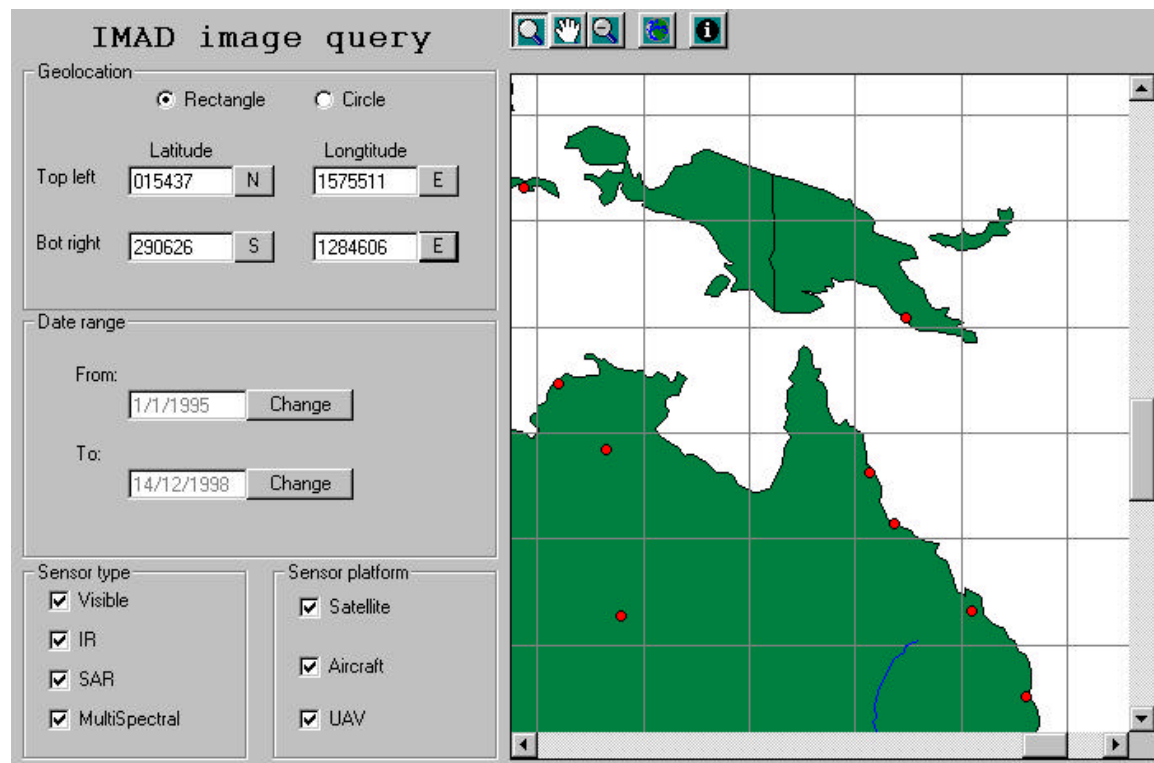 IMAD image query
Geolocation
Rectangle Circle
Latitude Longtitude
Top left 015437 N 1575511 E
Bot right 290626 S 1284606 E
Date range
From:
1/1/1995 Change
To:
14/12/1998 Change
Sensor type Sensor platform
Visible Satellite
IR
Aircraft
SAR
MultiSpectral UAV